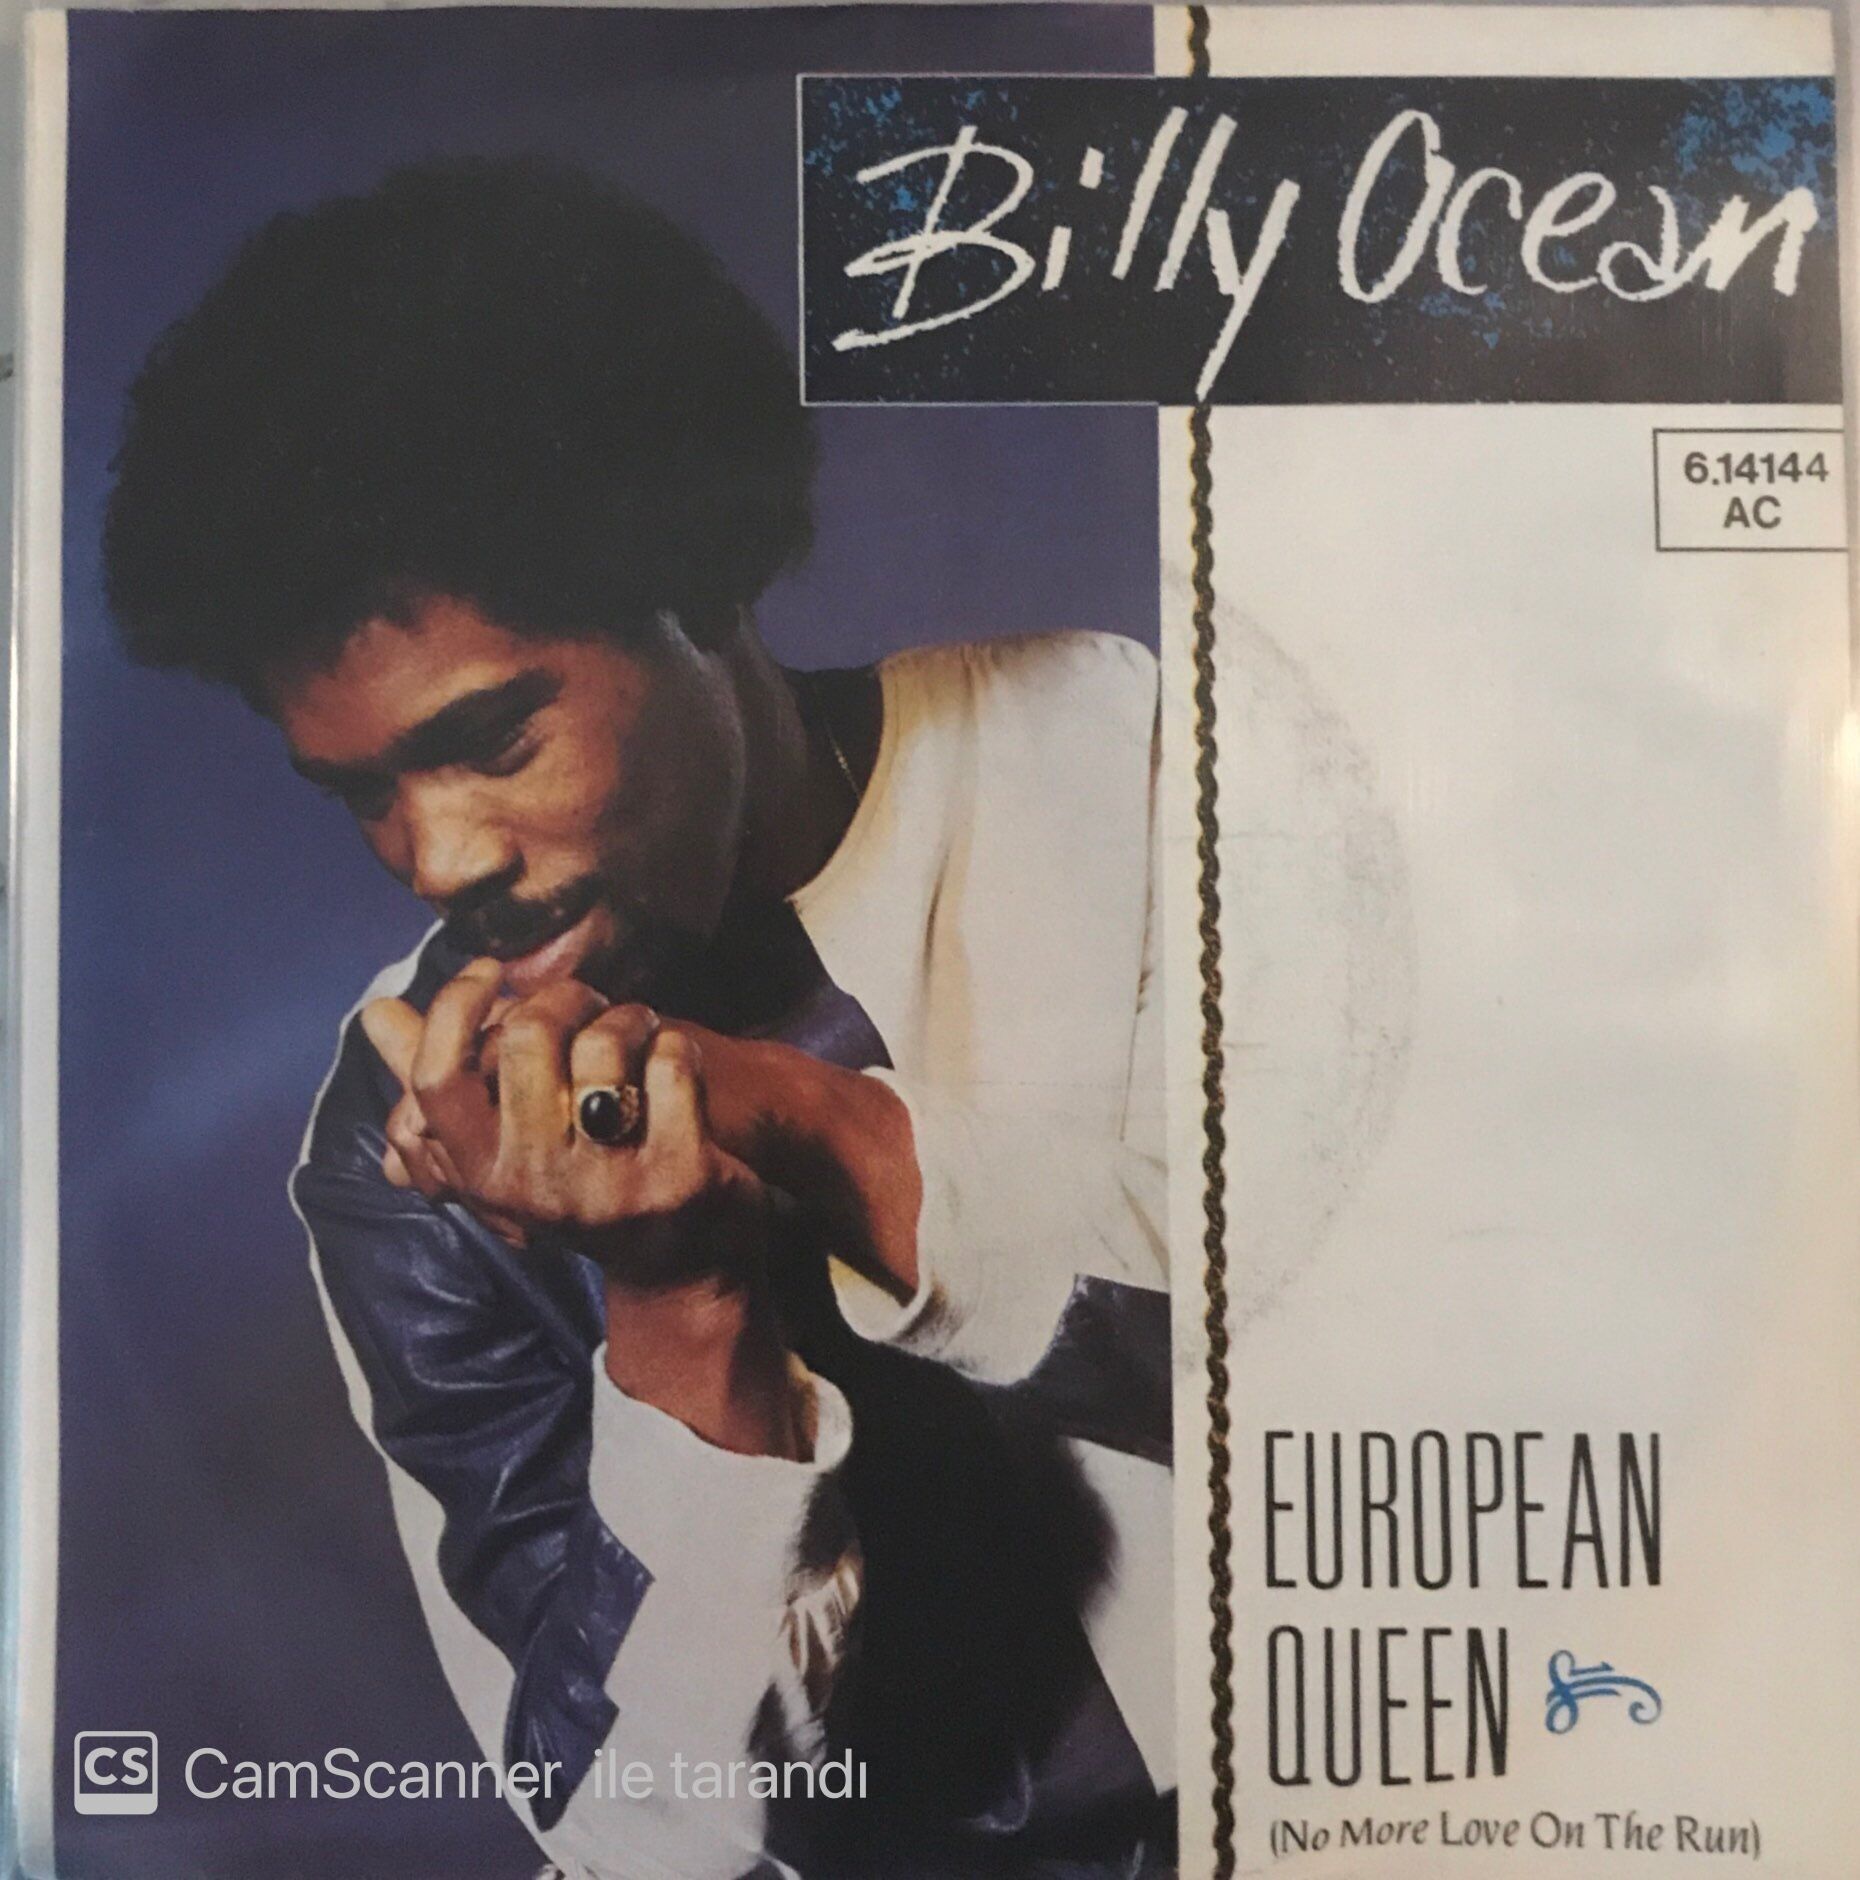 Billy Ocean
6.14144
AC
EUROPEAN
QUEEN
(No More Love On The Run)
CS CamScanner ile tarandı